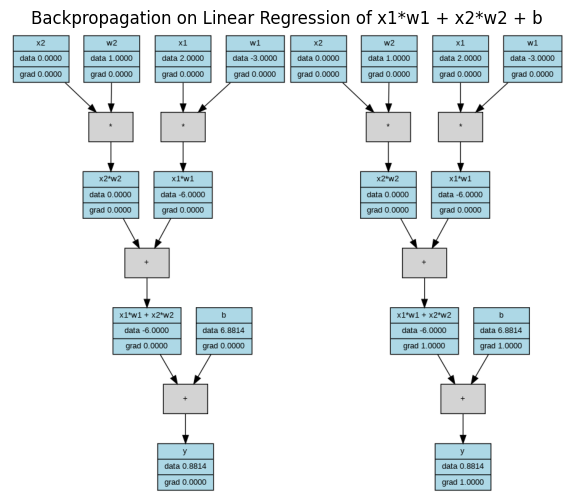 Backpropagation on Linear Regression of x1*w1 + x2*w2 + b
x2 w2 x1 w1 x2 w2 x1 w1
data 0.0000 data 1.0000 data 2.0000 data -3.0000 data 0.0000 data 1.0000 data 2.0000 data -3.0000
grad 0.0000 grad 0.0000 grad 0.0000 grad 0.0000 grad 0.0000 grad 0.0000 grad 0.0000 grad 0.0000
* * * *
x2*w2 x1*w1 x2*w2 x1*w1
data 0.0000 data -6.0000 data 0.0000 data -6.0000
grad 0.0000 grad 0.0000 grad 0.0000 grad 0.0000
+ +
x1*w1 + x2*w2 b x1*w1 + x2*w2 b
data -6.0000 data 6.8814 data -6.0000 data 6.8814
grad 0.0000 grad 0.0000 grad 1.0000 grad 1.0000
+ +
y y
data 0.8814 data 0.8814
grad 0.0000 grad 1.0000